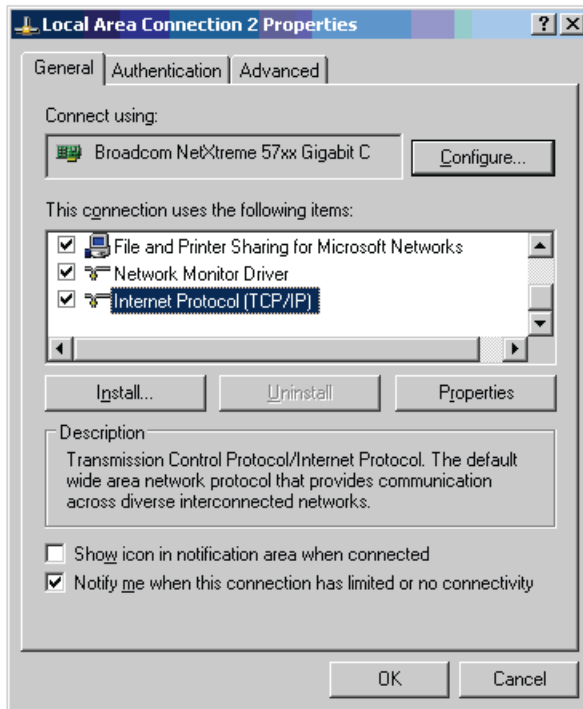 Local Area Connection 2 Properties
General Authentication Advanced
Connect using:
Broadcom NetXtreme 57xx Gigabit C
Configure...
This connection uses the following items:
File and Printer Sharing for Microsoft Networks
Network Monitor Driver
Internet Protocol (TCP/IP)
Install... Uninstall Properties
Description
Transmission Control Protocol/Internet Protocol. The default
wide area network protocol that provides communication
across diverse interconnected networks.
Show icon in notification area when connected
Notify me when this connection has limited or no connectivity
OK Cancel